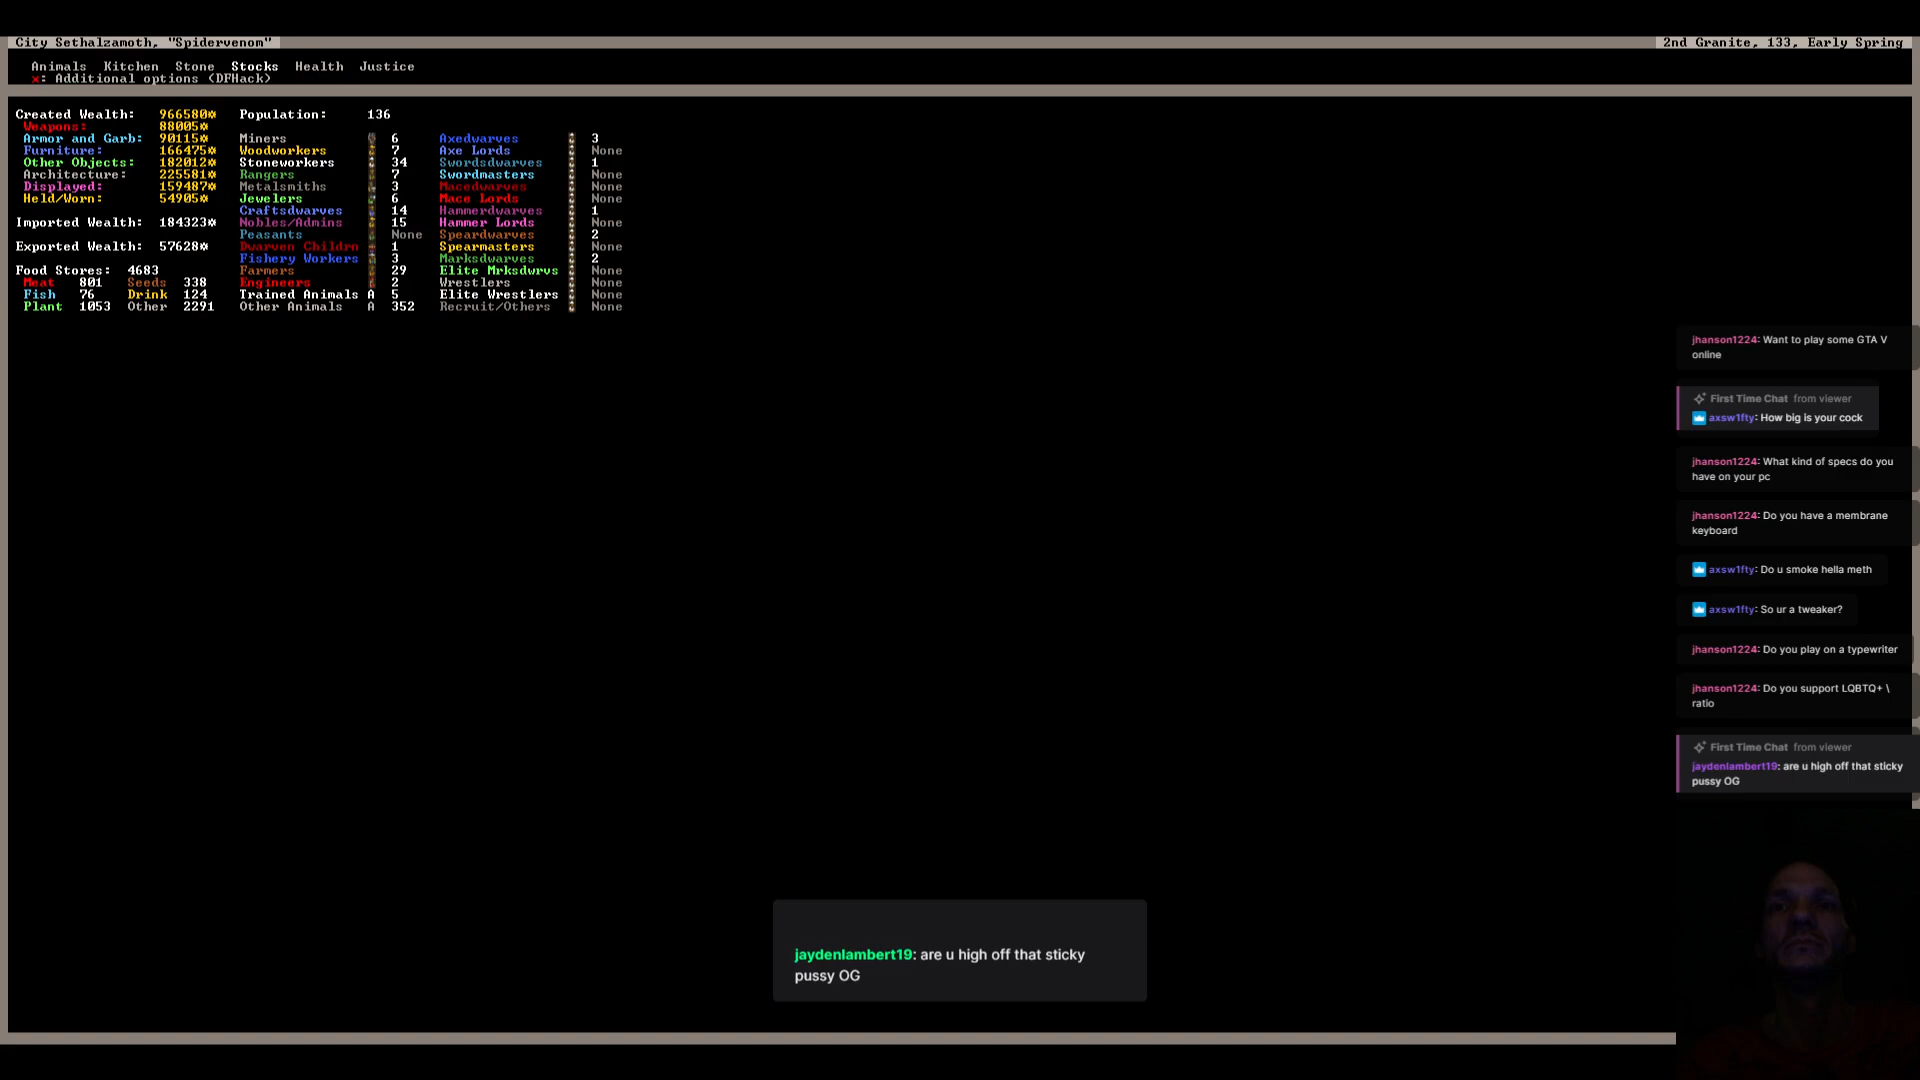 City Sethalzamoth, "Spidervenom"
2nd Granite, 133, Early Spring
Animals Kitchen Stone Stocks Health Justice
x: Additional options (DFHack)
Created Wealth: 966580☼ Population: 136
Weapons: 88005☼
Armor and Garb: 90115☼ Miners 6 Axedwarves 3
Furniture: 166475☼ Woodworkers 7 Axe Lords None
Other Objects: 182012☼ Stoneworkers 34 Swordsdwarves 1
Architecture: 225581☼ Rangers 7 Swordmasters None
Displayed: 159487☼ Metalsmiths 3 Macedwarves None
Held/Worn: 54905☼ Jewelers 6 Mace Lords None
Craftsdwarves 14 Hammerdwarves 1
Imported Wealth: 184323☼ Nobles/Admins 15 Hammer Lords None
Peasants None Speardwarves 2
Exported Wealth: 57628☼ Dwarven Childrn 1 Spearmasters None
Fishery Workers 3 Marksdwarves 2
Food Stores: 4683 Farmers 29 Elite Mrksdwrvs None
Meat 801 Seeds 338 Engineers 2 Wrestlers None
Fish 76 Drink 124 Trained Animals A 5 Elite Wrestlers None
Plant 1053 Other 2291 Other Animals A 352 Recruit/Others None
jhanson1224: Want to play some GTA V
online
First Time Chat from viewer
axsw1fty: How big is your cock
jhanson1224: What kind of specs do you
have on your pc
jhanson1224: Do you have a membrane
keyboard
axsw1fty: Do u smoke hella meth
axsw1fty: So ur a tweaker?
jhanson1224: Do you play on a typewriter
jhanson1224: Do you support LQBTQ+ \
ratio
First Time Chat from viewer
jaydenlambert19: are u high off that sticky
pussy OG
jaydenlambert19: are u high off that sticky
pussy OG